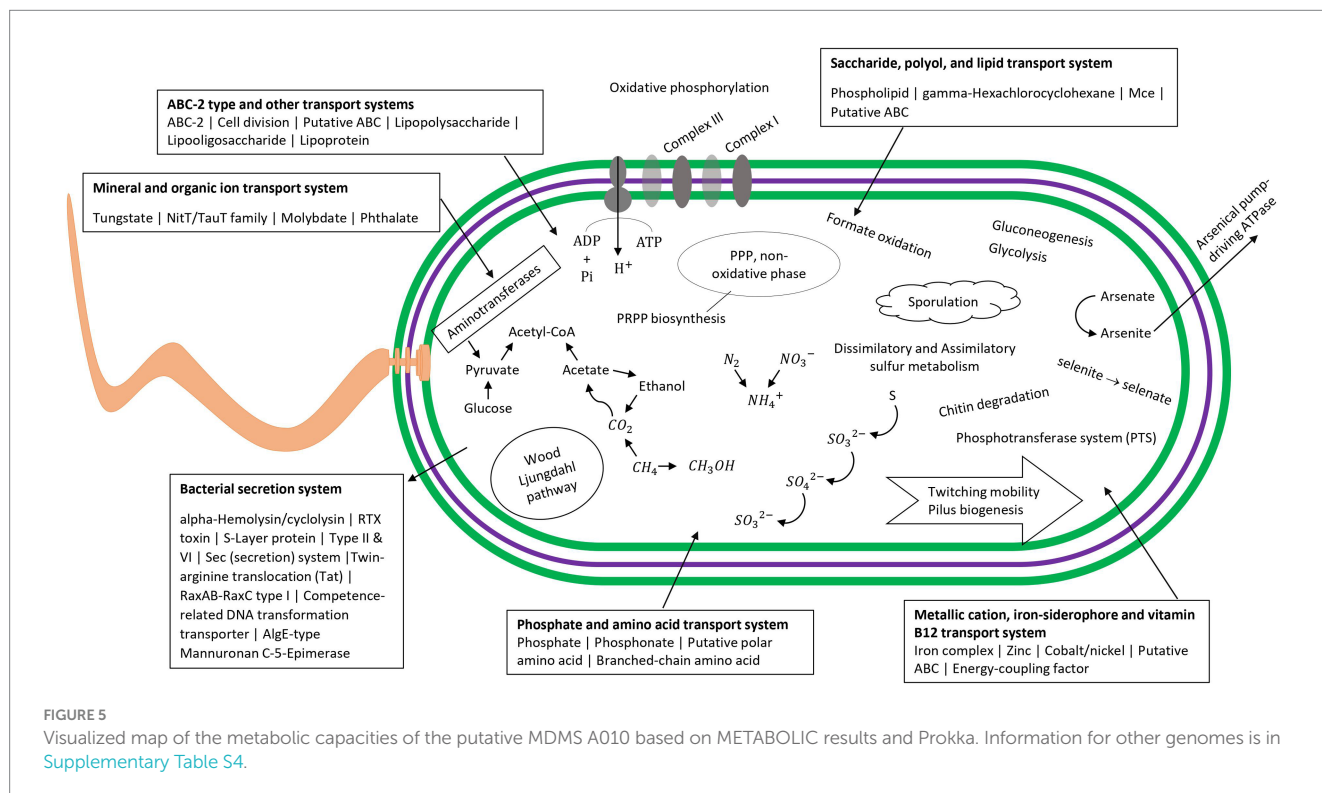 Oxidative phosphorylation
Complex III
Complex I
Saccharide, polyol, and lipid transport system
Phospholipid | gamma-Hexachlorocyclohexane | Mce |
Putative ABC
ABC-2 type and other transport systems
ABC-2 | Cell division | Putative ABC | Lipopolysaccharide |
Lipooligosaccharide | Lipoprotein
Mineral and organic ion transport system
Tungstate | NitT/TauT family | Molybdate | Phthalate
Arsenical pump-
driving ATPase
ADP
+
Pi
ATP
H⁺
Formate oxidation
Gluconeogenesis
Glycolysis
PPP, non-
oxidative phase
PRPP biosynthesis
Sporulation
Arsenate
Arsenite
Aminotransferases
Acetyl-CoA
Pyruvate
Acetate
Glucose
Ethanol
CO₂
CH₄
CH₃OH
N₂
NO₃⁻
NH₄⁺
Dissimilatory and Assimilatory
sulfur metabolism
selenite → selenate
S
SO₃²⁻
SO₄²⁻
SO₃²⁻
Chitin degradation
Phosphotransferase system (PTS)
Wood
Ljungdahl
pathway
Twitching mobility
Pilus biogenesis
Bacterial secretion system
alpha-Hemolysin/cyclolysin | RTX
toxin | S-Layer protein | Type II &
VI | Sec (secretion) system |Twin-
arginine translocation (Tat) |
RaxAB-RaxC type I | Competence-
related DNA transformation
transporter | AlgE-type
Mannuronan C-5-Epimerase
Phosphate and amino acid transport system
Phosphate | Phosphonate | Putative polar
amino acid | Branched-chain amino acid
Metallic cation, iron-siderophore and vitamin
B12 transport system
Iron complex | Zinc | Cobalt/nickel | Putative
ABC | Energy-coupling factor
FIGURE 5
Visualized map of the metabolic capacities of the putative MDMS A010 based on METABOLIC results and Prokka. Information for other genomes is in
Supplementary Table S4.